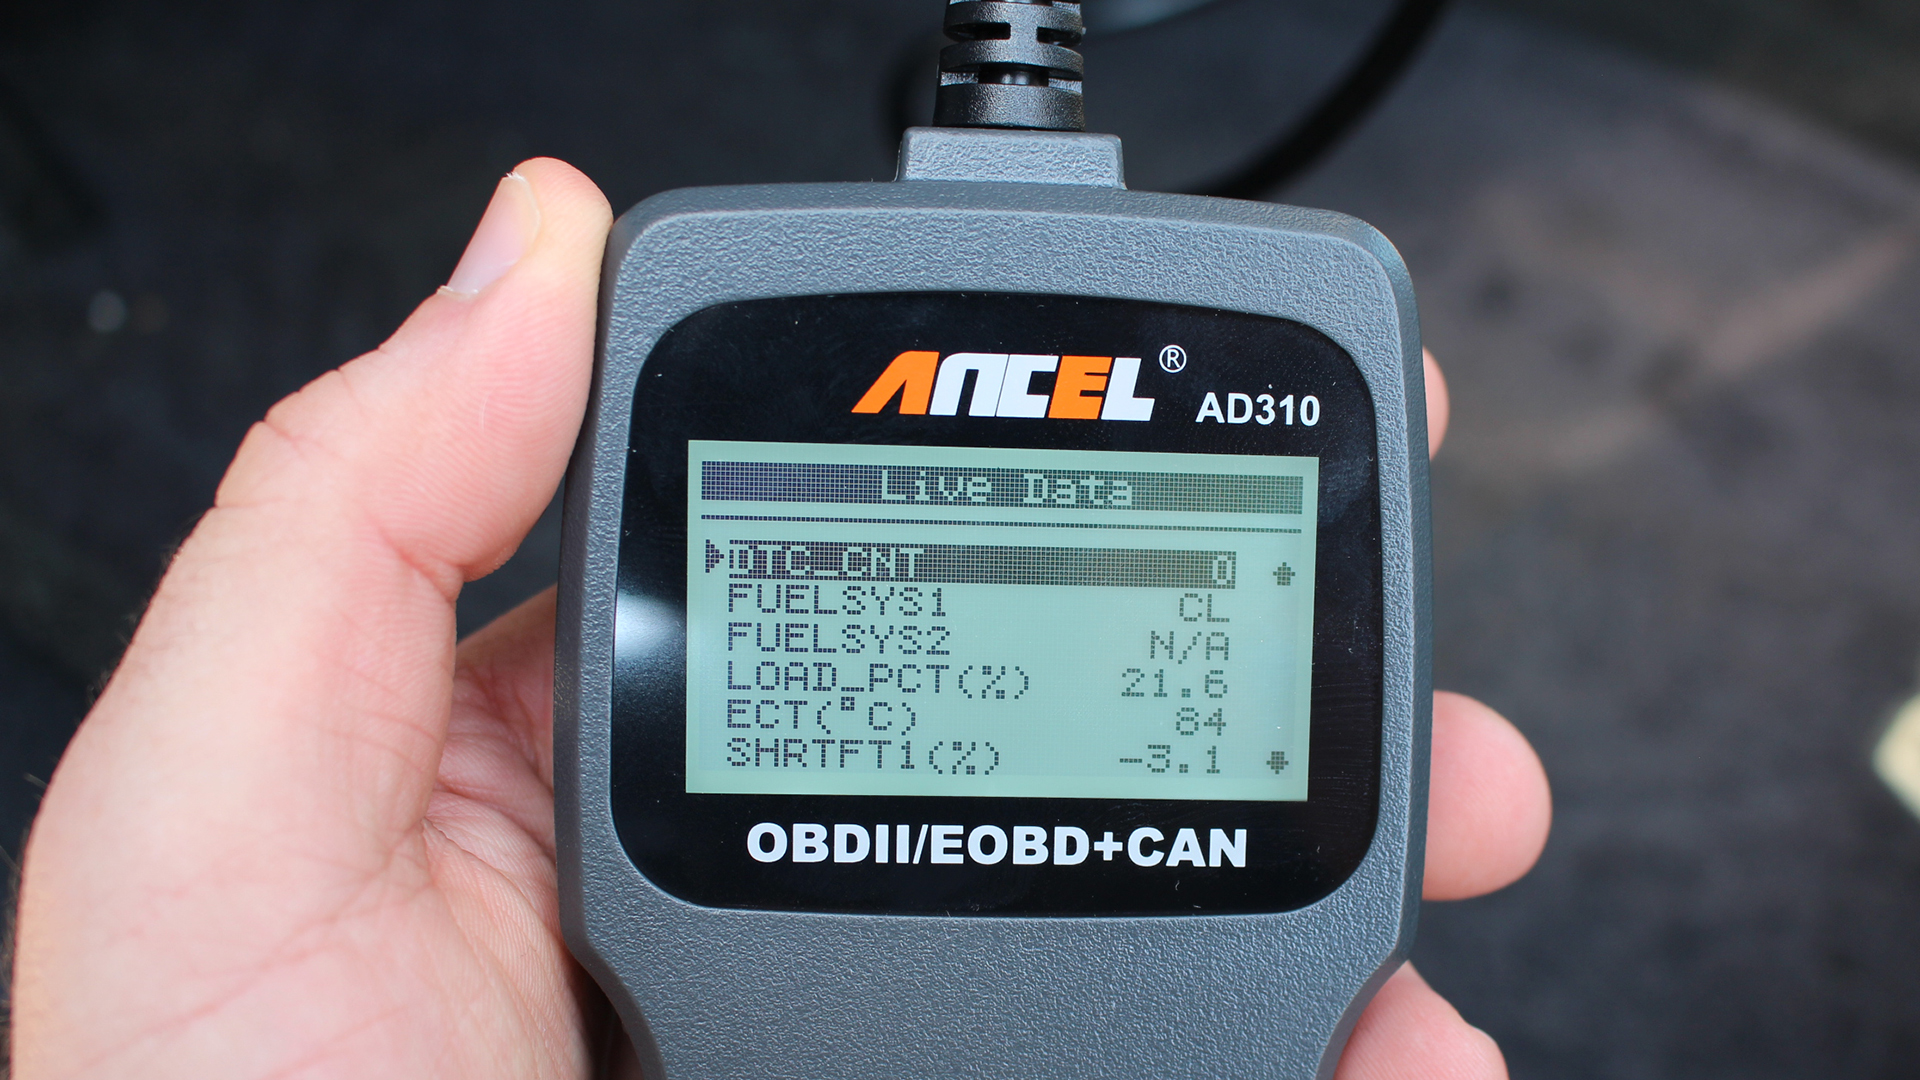 ANCEL® AD310
Live Data
DTC_CNT 0
FUELSYS1 CL
FUELSYS2 N/A
LOAD_PCT(%) 21.6
ECT(°C) 84
SHRTFT1(%) -3.1
OBDII/EOBD+CAN